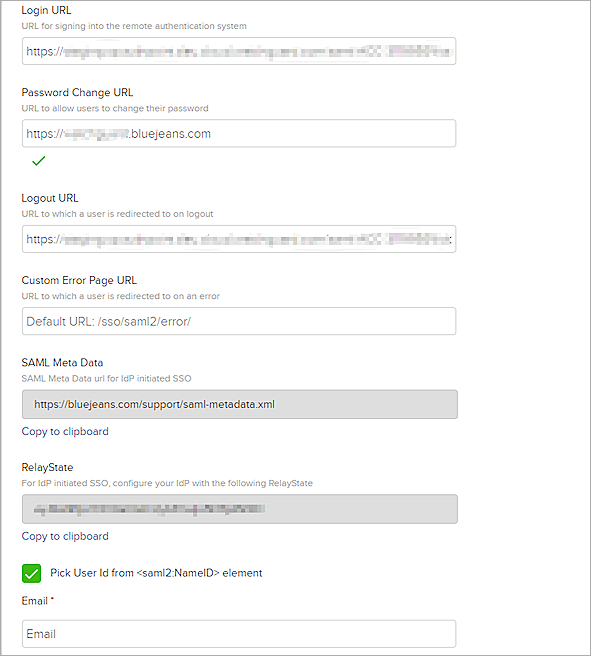 Login URL
URL for signing into the remote authentication system
https://
Password Change URL
URL to allow users to change their password
https:// .bluejeans.com
Logout URL
URL to which a user is redirected to on logout
https://
Custom Error Page URL
URL to which a user is redirected to on an error
Default URL: /sso/saml2/error/
SAML Meta Data
SAML Meta Data url for IdP initiated SSO
https://bluejeans.com/support/saml-metadata.xml
Copy to clipboard
RelayState
For IdP initiated SSO, configure your IdP with the following RelayState
Copy to clipboard
Pick User Id from <saml2:NameID> element
Email *
Email